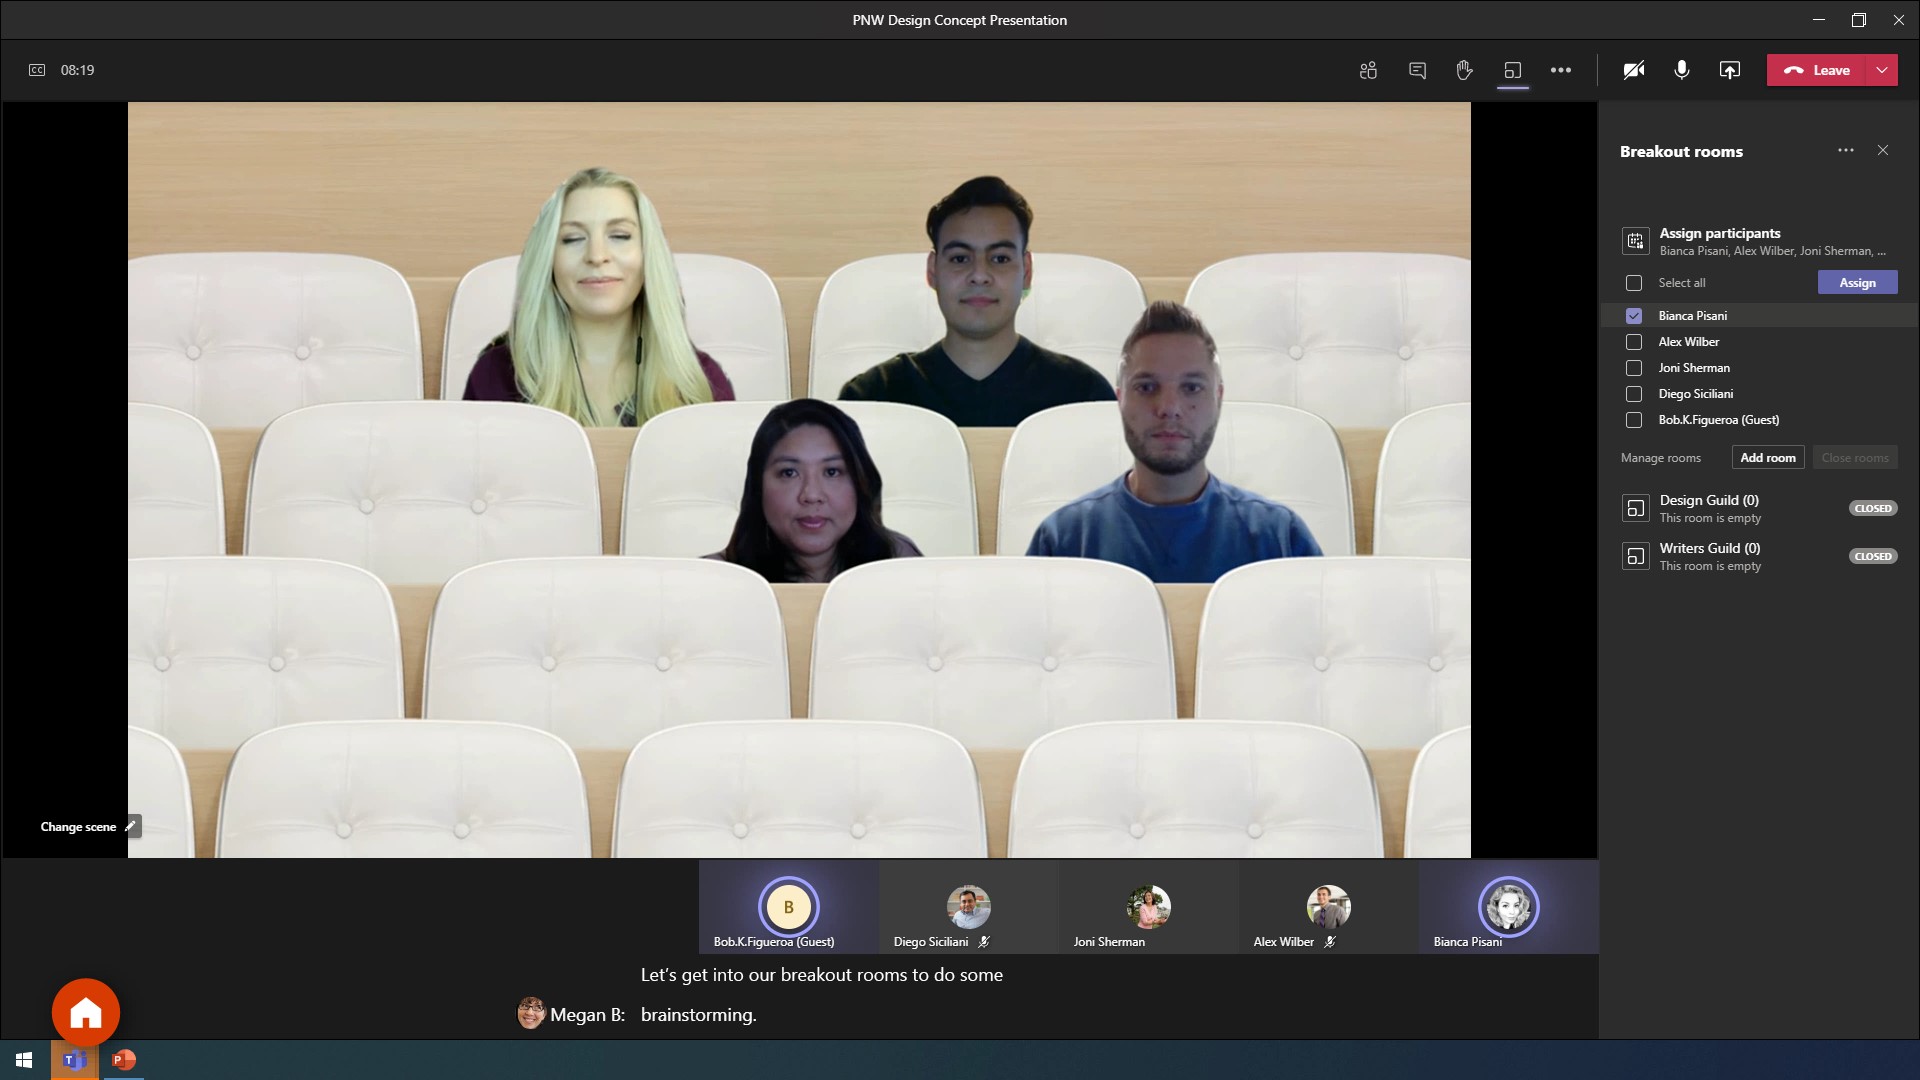 PNW Design Concept Presentation
CC 08:19
Leave
Breakout rooms
Assign participants
Bianca Pisani, Alex Wilber, Joni Sherman, ...
Select all
Assign
Bianca Pisani
Alex Wilber
Joni Sherman
Diego Siciliani
Bob.K.Figueroa (Guest)
Manage rooms
Add room
Close rooms
Design Guild (0)
This room is empty
CLOSED
Writers Guild (0)
This room is empty
CLOSED
Change scene
B
Bob.K.Figueroa (Guest)
Diego Siciliani
Joni Sherman
Alex Wilber
Bianca Pisani
Let's get into our breakout rooms to do some
Megan B: brainstorming.
T
P